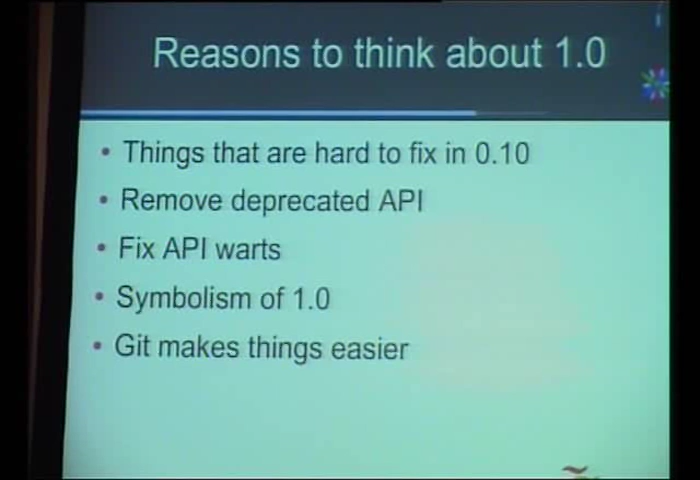 Reasons to think about 1.0
• Things that are hard to fix in 0.10
• Remove deprecated API
• Fix API warts
• Symbolism of 1.0
• Git makes things easier